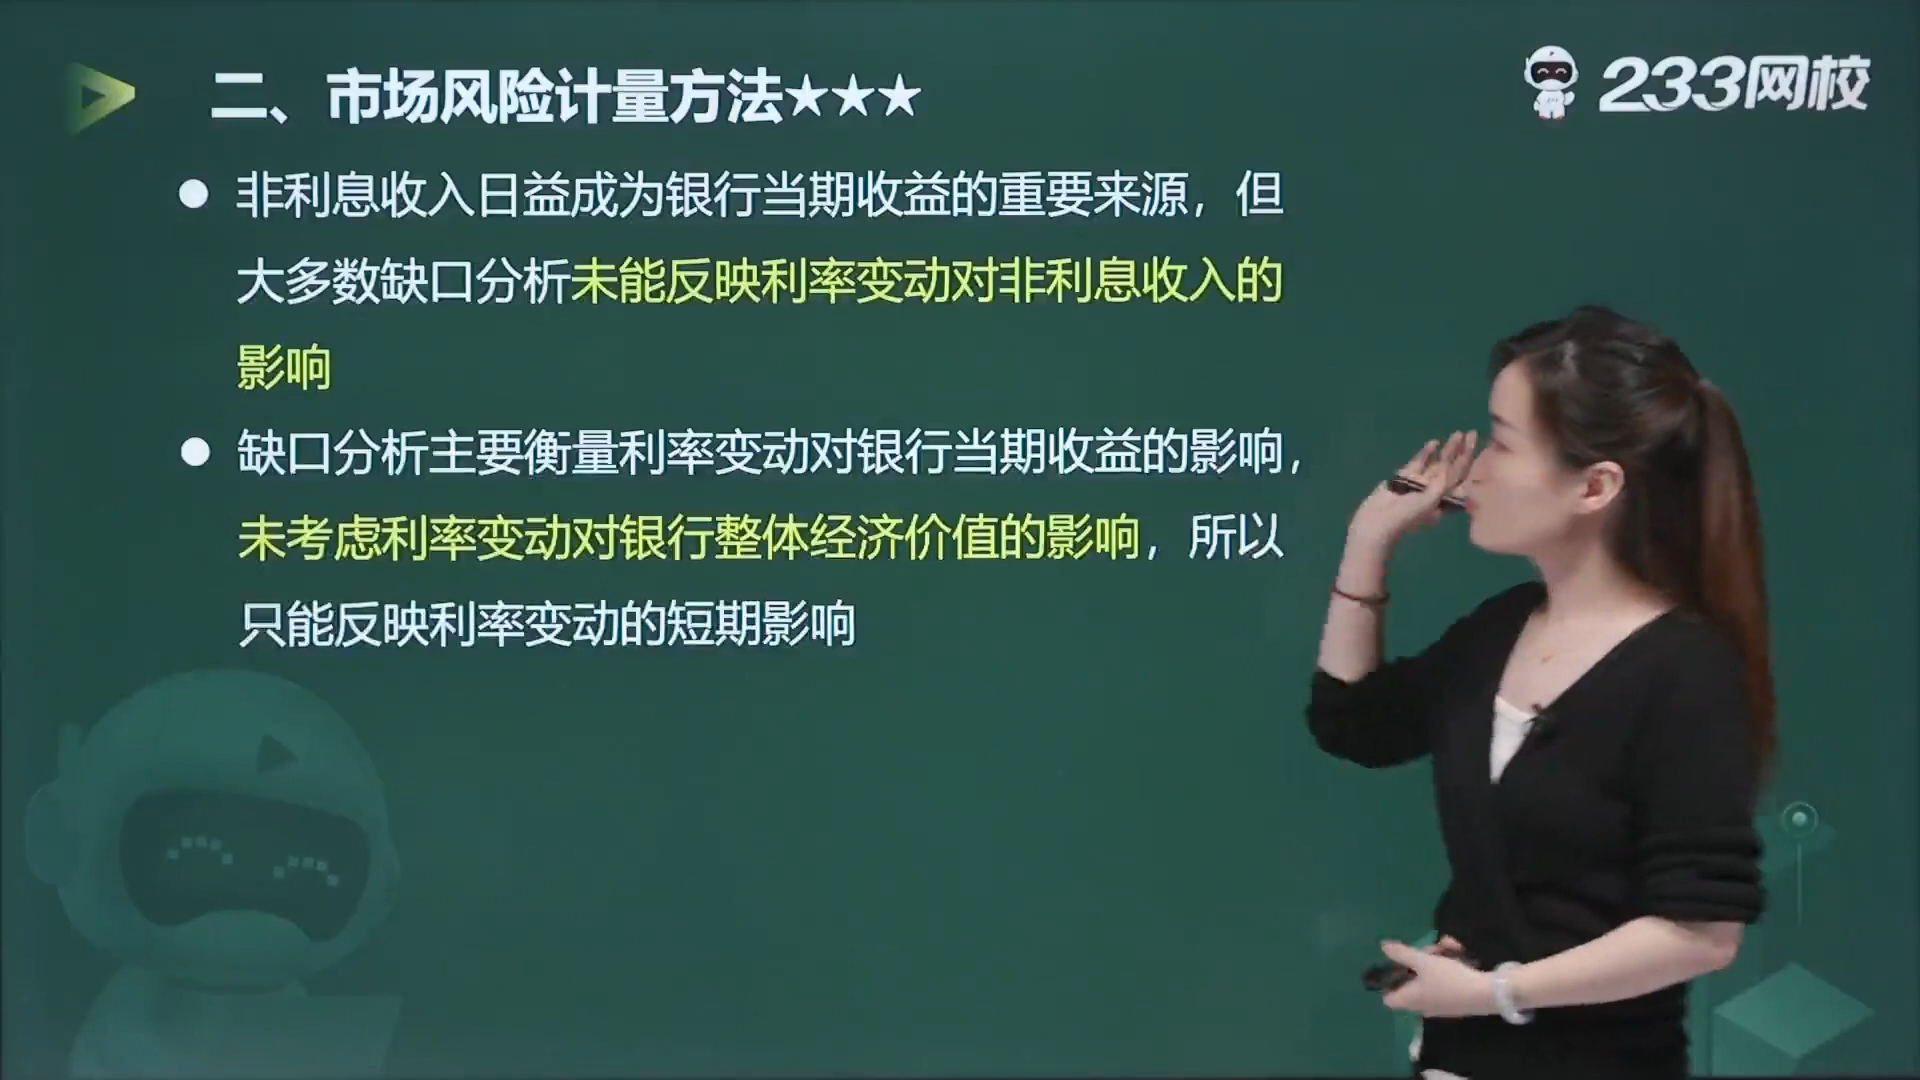 二、市场风险计量方法★★★
233网校
非利息收入日益成为银行当期收益的重要来源，但
大多数缺口分析未能反映利率变动对非利息收入的
影响
缺口分析主要衡量利率变动对银行当期收益的影响，
未考虑利率变动对银行整体经济价值的影响，所以
只能反映利率变动的短期影响